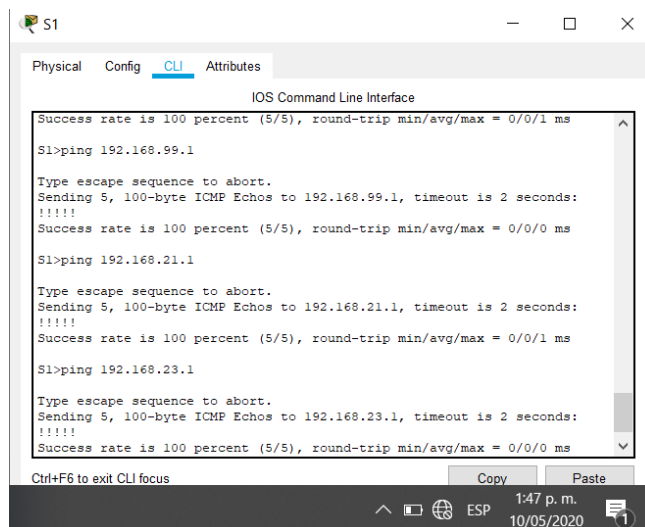 S1
Physical Config CLI Attributes
IOS Command Line Interface
Success rate is 100 percent (5/5), round-trip min/avg/max = 0/0/1 ms
S1>ping 192.168.99.1
Type escape sequence to abort.
Sending 5, 100-byte ICMP Echos to 192.168.99.1, timeout is 2 seconds:
!!!!!
Success rate is 100 percent (5/5), round-trip min/avg/max = 0/0/0 ms
S1>ping 192.168.21.1
Type escape sequence to abort.
Sending 5, 100-byte ICMP Echos to 192.168.21.1, timeout is 2 seconds:
!!!!!
Success rate is 100 percent (5/5), round-trip min/avg/max = 0/0/1 ms
S1>ping 192.168.23.1
Type escape sequence to abort.
Sending 5, 100-byte ICMP Echos to 192.168.23.1, timeout is 2 seconds:
!!!!!
Success rate is 100 percent (5/5), round-trip min/avg/max = 0/0/0 ms
Ctrl+F6 to exit CLI focus
Copy Paste
ESP
1:47 p. m.
10/05/2020
1